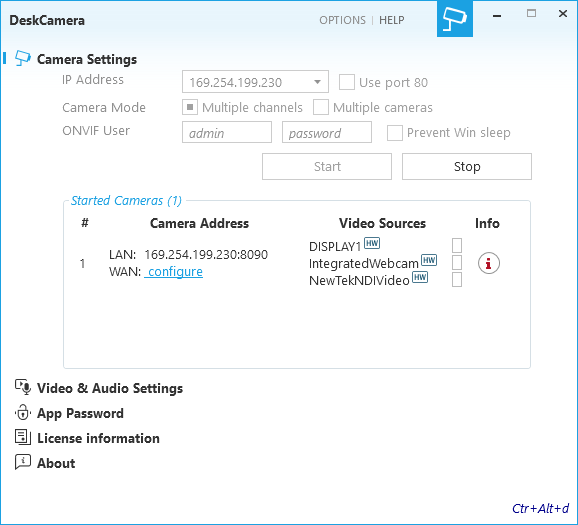 DeskCamera OPTIONS | HELP
Camera Settings
IP Address 169.254.199.230 Use port 80
Camera Mode Multiple channels Multiple cameras
ONVIF User admin password Prevent Win sleep
Start Stop
Started Cameras (1)
# Camera Address Video Sources Info
1 LAN: 169.254.199.230:8090 DISPLAY1 HW
WAN: configure IntegratedWebcam HW
NewTekNDIVideo HW
Video & Audio Settings
App Password
License information
About
Ctr+Alt+d